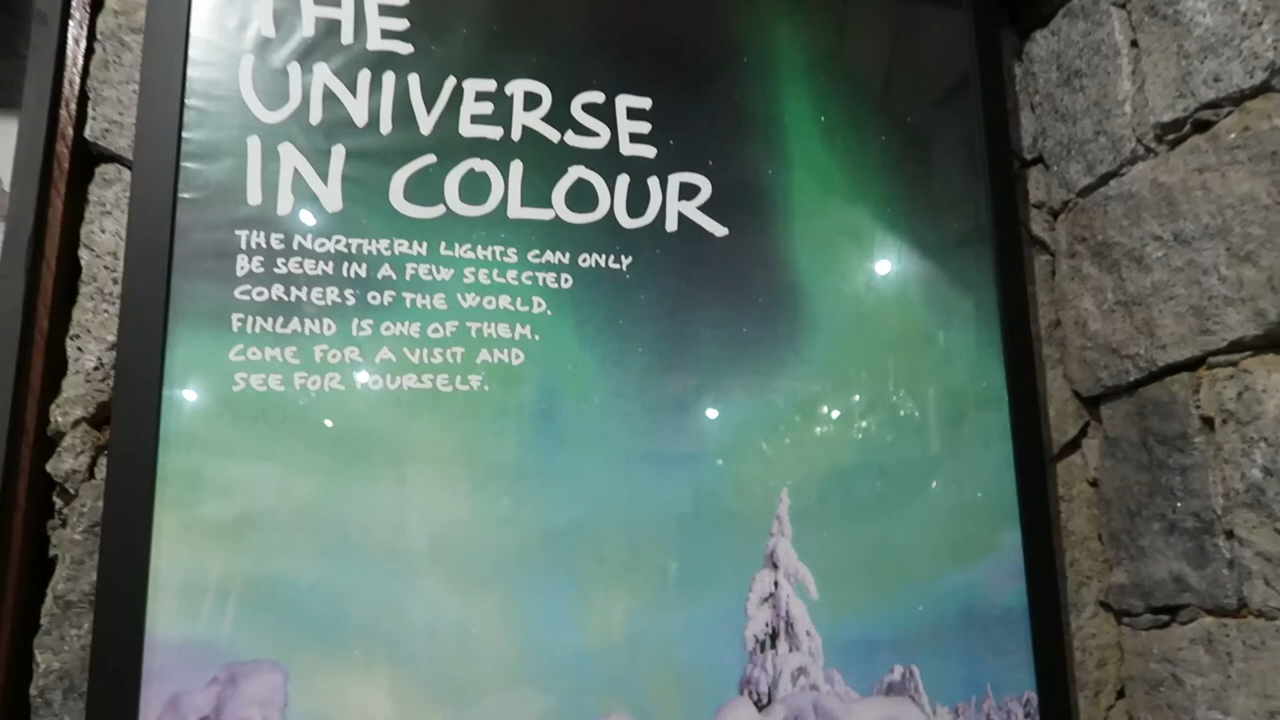 THE
UNIVERSE
IN COLOUR
THE NORTHERN LIGHTS CAN ONLY
BE SEEN IN A FEW SELECTED
CORNERS OF THE WORLD.
FINLAND IS ONE OF THEM.
COME FOR A VISIT AND
SEE FOR YOURSELF.